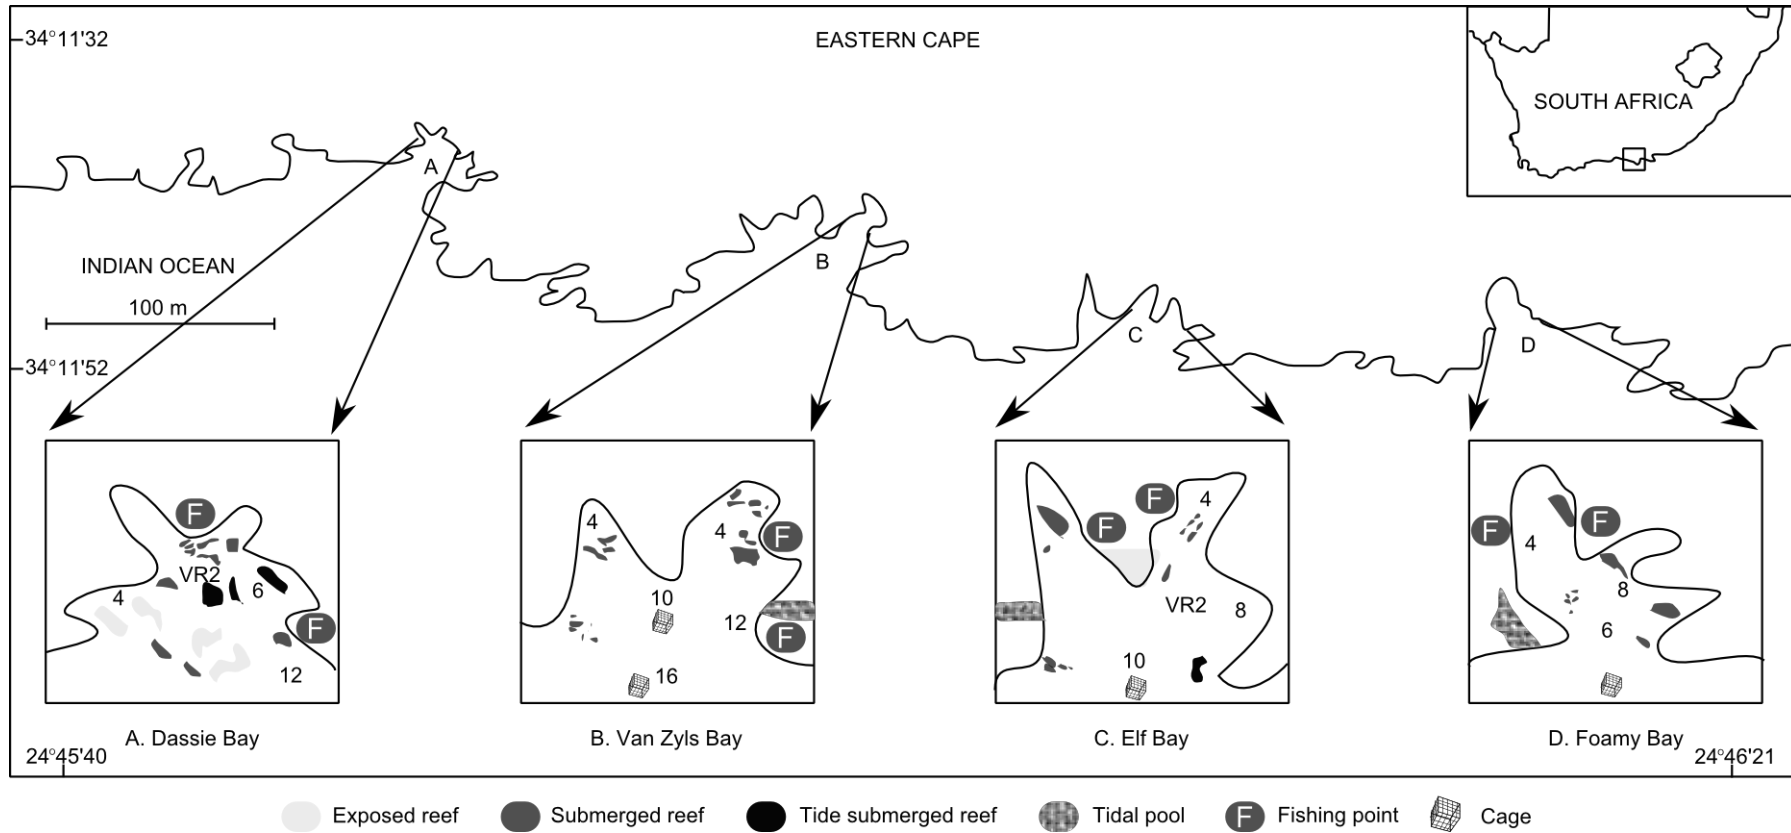 34°11'32
EASTERN CAPE
SOUTH AFRICA
A
INDIAN OCEAN
B
100 m
C
D
34°11'52
F
VR2
4
6
F
12
4
4
F
10
12
F
16
F
4
F
VR2
8
10
F
4
F
8
6
A. Dassie Bay
B. Van Zyls Bay
C. Elf Bay
D. Foamy Bay
24°45'40
24°46'21
Exposed reef
Submerged reef
Tide submerged reef
Tidal pool
F Fishing point
Cage